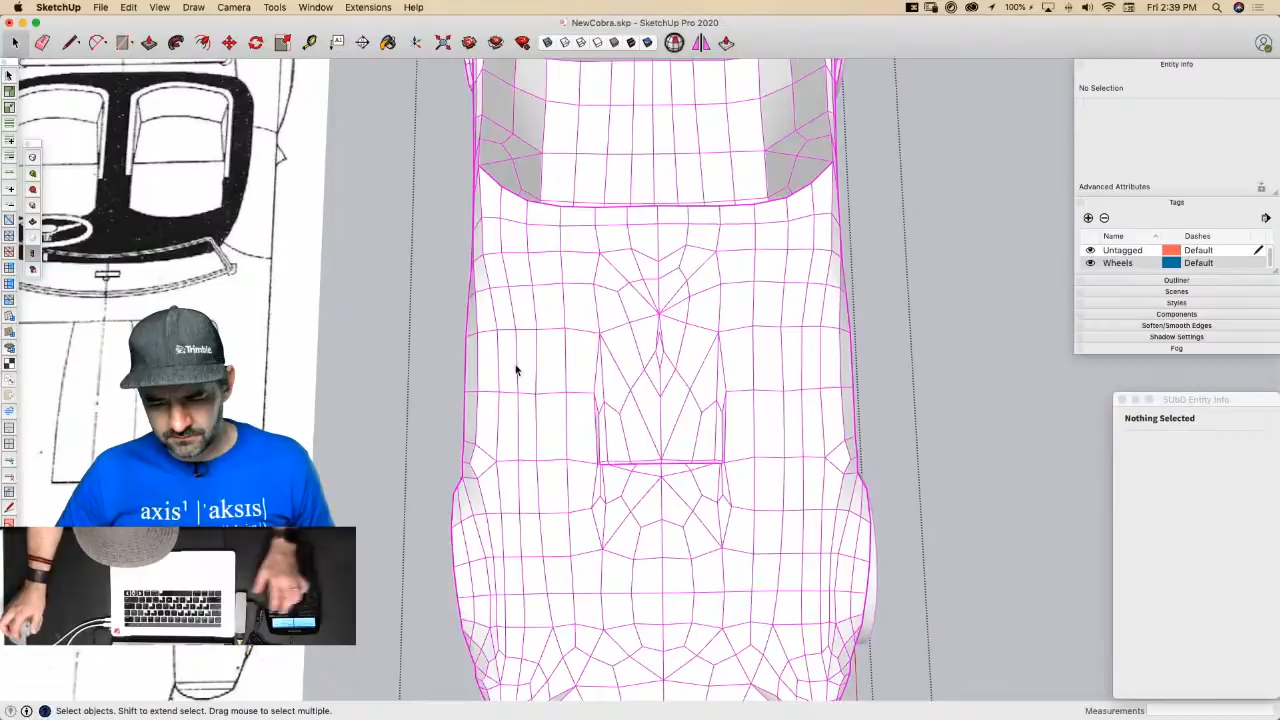 SketchUp File Edit View Draw Camera Tools Window Extensions Help 100% Fri 2:39 PM
NewCobra.skp - SketchUp Pro 2020
Entity Info
No Selection
Advanced Attributes
Tags
Name Dashes
Untagged Default
Wheels Default
Outliner
Scenes
Styles
Components
Soften/Smooth Edges
Shadow Settings
Fog
SUbD Entity Info
Nothing Selected
Trimble
axis¹ | ˈaksɪs|
Select objects. Shift to extend select. Drag mouse to select multiple.
Measurements